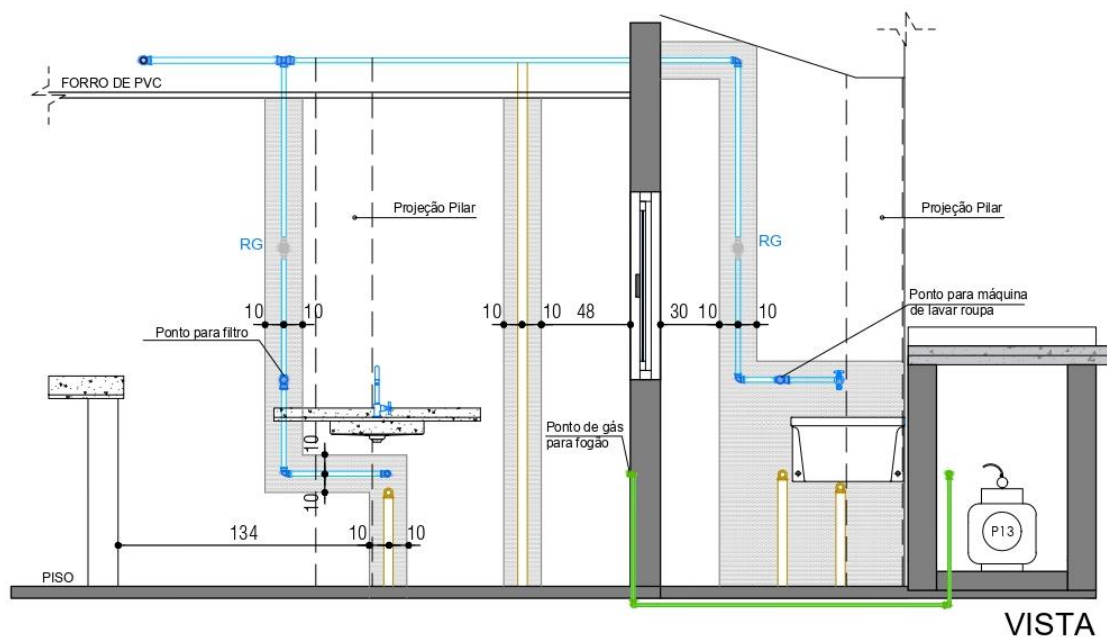 FORRO DE PVC
Projeção Pilar
Projeção Pilar
RG
RG
Ponto para máquina
de lavar roupa
10
10
10
10
48
30
10
10
Ponto para filtro
Ponto de gás
para fogão
10
10
134
10
10
P13
PISO
VISTA